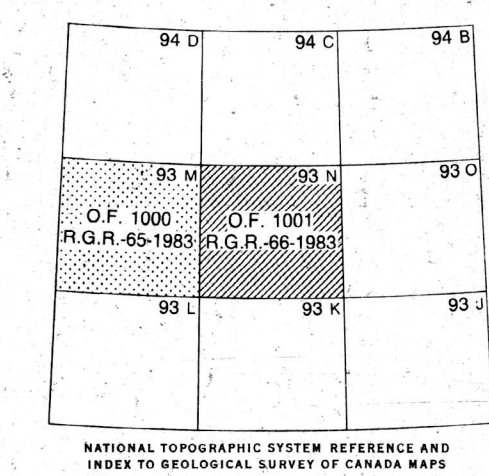 94 D
94 C
94 B
93 M
93 N
93 O
O.F. 1000
R.G.R.-65-1983
O.F. 1001
R.G.R.-66-1983
93 L
93 K
93 J
NATIONAL TOPOGRAPHIC SYSTEM REFERENCE AND
INDEX TO GEOLOGICAL SURVEY OF CANADA MAPS